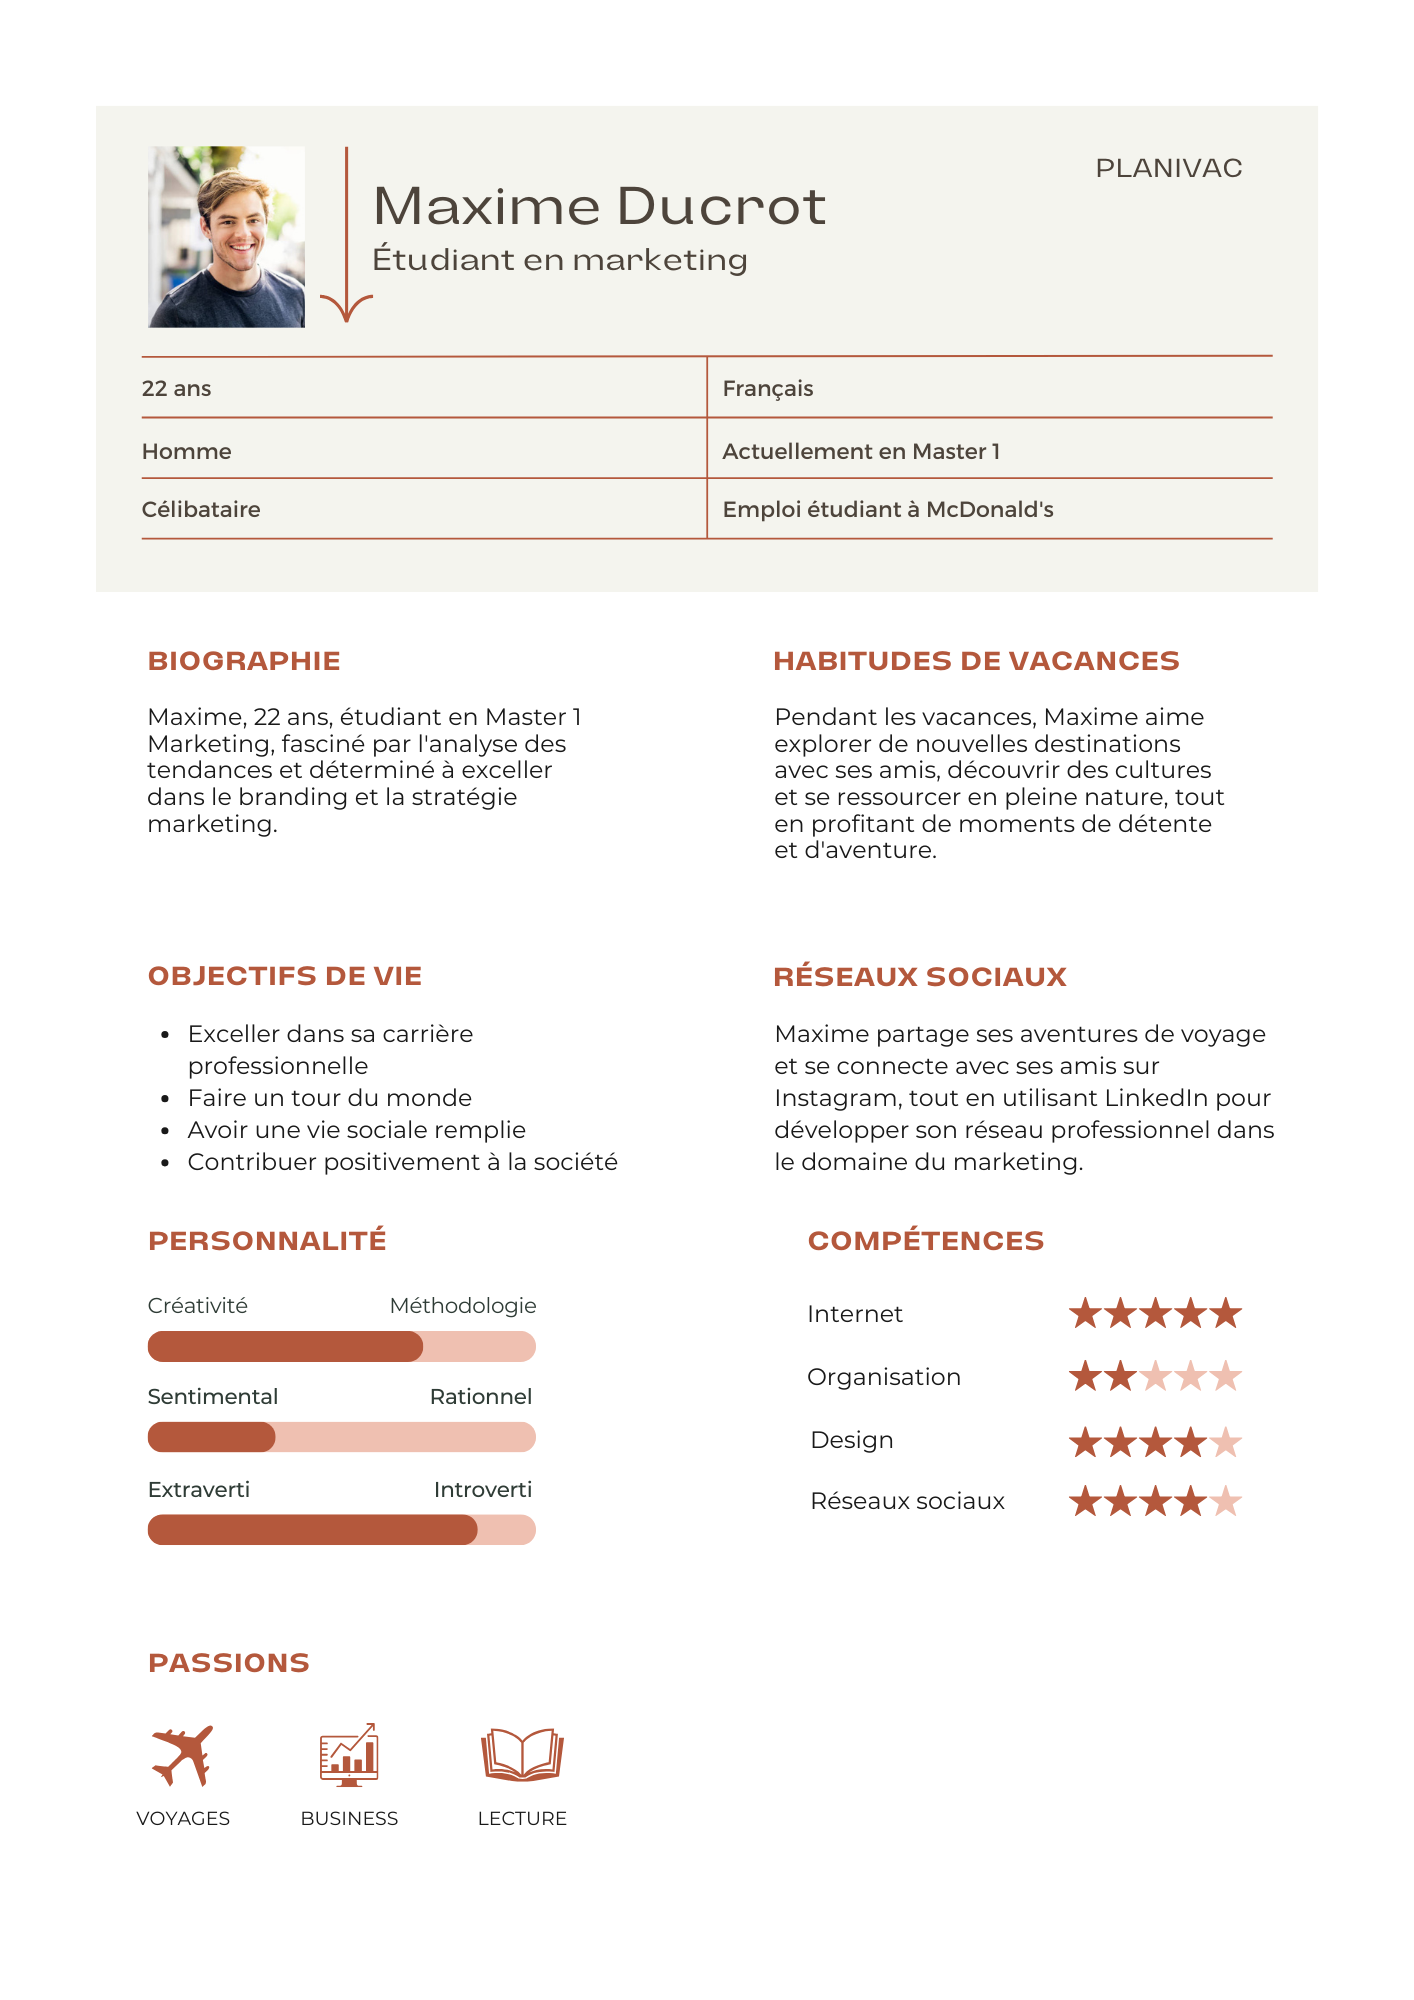 PLANIVAC
Maxime Ducrot
Étudiant en marketing
22 ans
Français
Homme
Actuellement en Master 1
Célibataire
Emploi étudiant à McDonald's
BIOGRAPHIE
Maxime, 22 ans, étudiant en Master 1
Marketing, fasciné par l'analyse des
tendances et déterminé à exceller
dans le branding et la stratégie
marketing.
HABITUDES DE VACANCES
Pendant les vacances, Maxime aime
explorer de nouvelles destinations
avec ses amis, découvrir des cultures
et se ressourcer en pleine nature, tout
en profitant de moments de détente
et d'aventure.
OBJECTIFS DE VIE
• Exceller dans sa carrière
professionnelle
• Faire un tour du monde
• Avoir une vie sociale remplie
• Contribuer positivement à la société
RÉSEAUX SOCIAUX
Maxime partage ses aventures de voyage
et se connecte avec ses amis sur
Instagram, tout en utilisant LinkedIn pour
développer son réseau professionnel dans
le domaine du marketing.
PERSONNALITÉ
Créativité Méthodologie
Sentimental Rationnel
Extraverti Introverti
COMPÉTENCES
Internet
Organisation
Design
Réseaux sociaux
PASSIONS
VOYAGES
BUSINESS
LECTURE